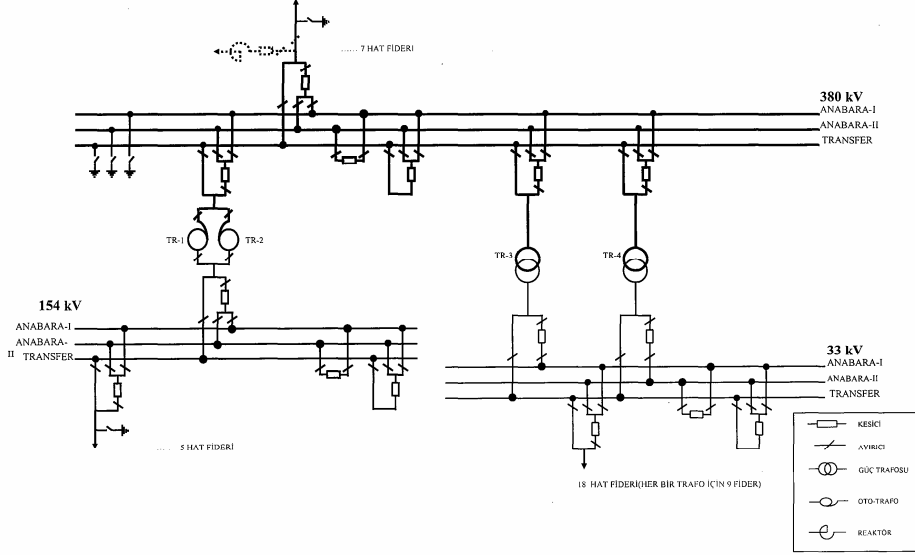 ...... 7 HAT FİDERİ
380 kV
ANABARA-I
ANABARA-II
TRANSFER
TR-1
TR-2
TR-3
TR-4
154 kV
ANABARA-I
ANABARA-
II
TRANSFER
33 kV
ANABARA-I
ANABARA-II
TRANSFER
.... 5 HAT FİDERİ
18 HAT FİDERİ(HER BİR TRAFO İÇİN 9 FİDER)
KESİCİ
AYIRICI
GÜÇ TRAFOSU
OTO-TRAFO
REAKTÖR